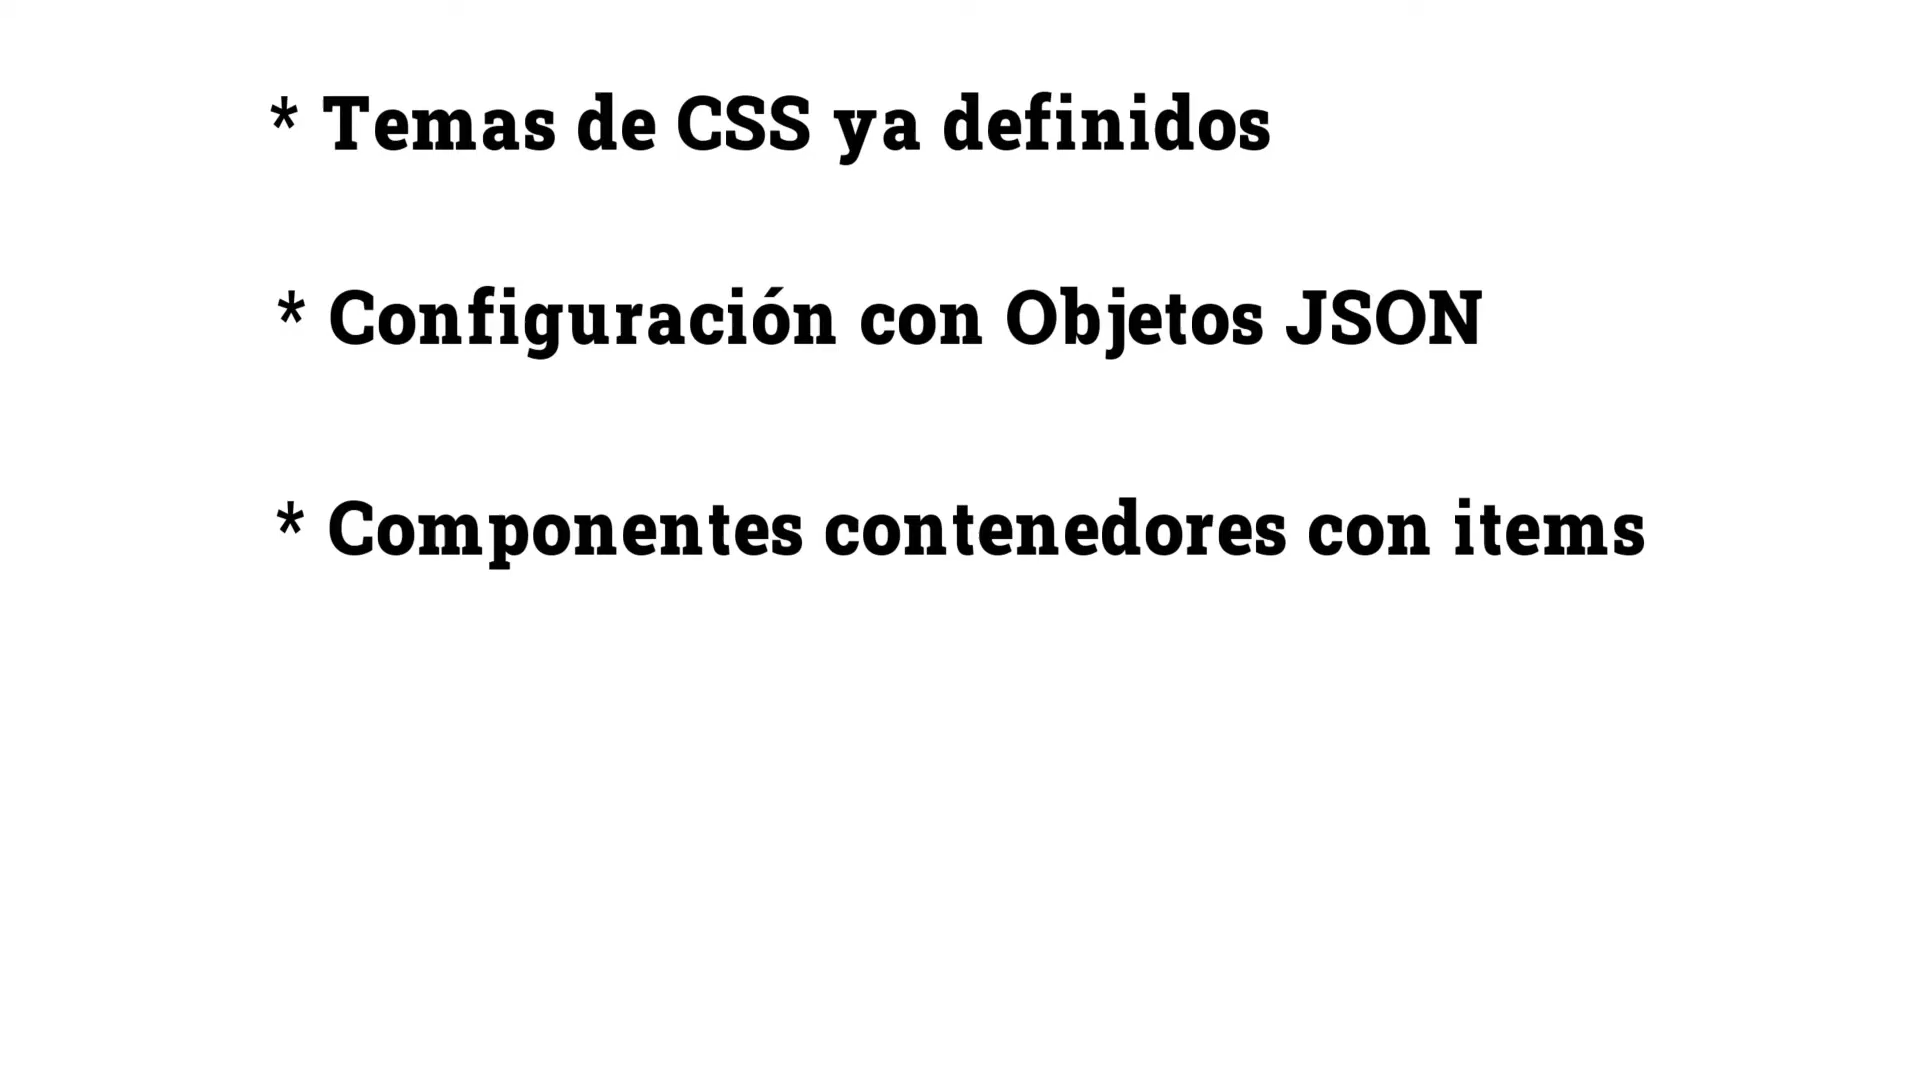 * Temas de CSS ya definidos
* Configuración con Objetos JSON
* Componentes contenedores con items